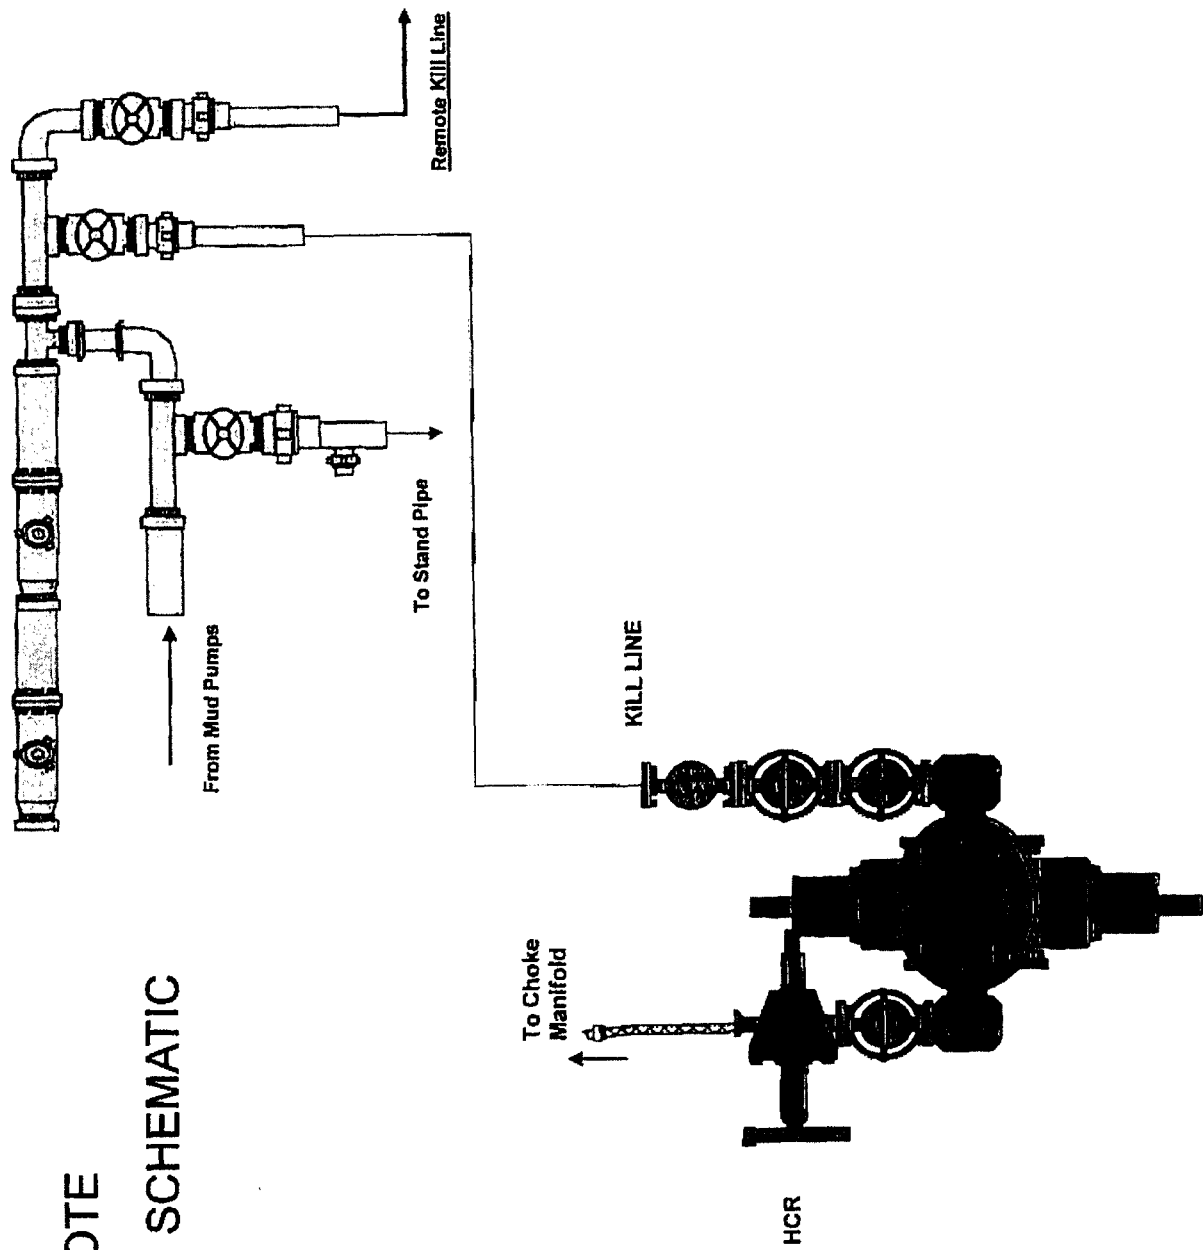 OTE
SCHEMATIC
Remote Kill Line
To Stand Pipe
From Mud Pumps
KILL LINE
To Choke
Manifold
HCR